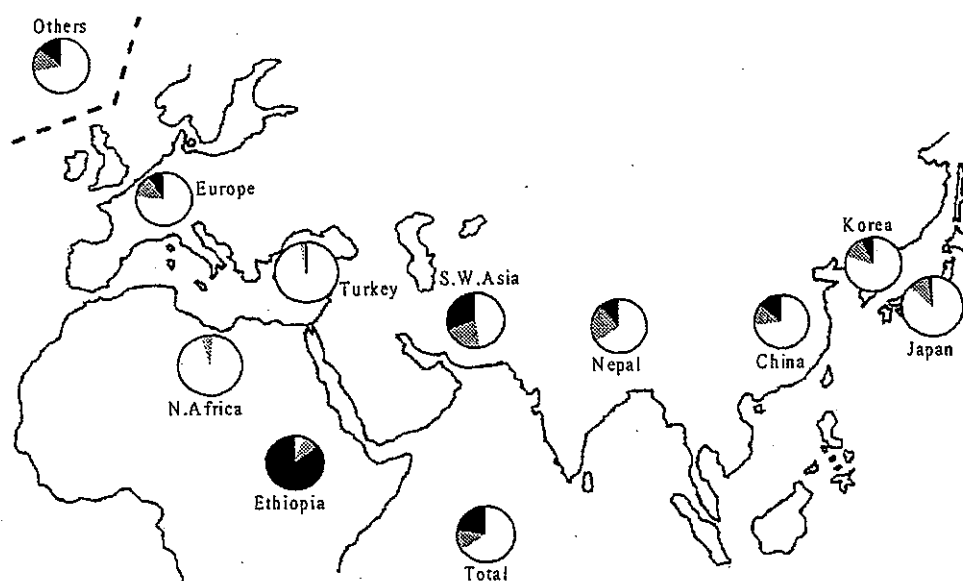 Others
Europe
Korea
S.W.Asia
Turkey
Japan
Nepal
China
N.Africa
Ethiopia
Total